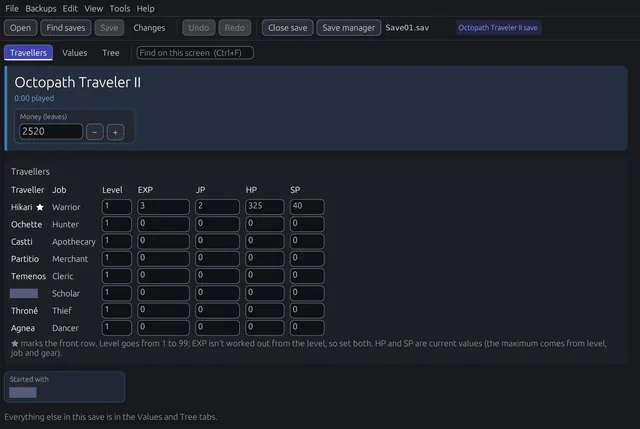 File Backups Edit View Tools Help
Open Find saves Save Changes Undo Redo Close save Save manager Save01.sav Octopath Traveler II save
Travellers Values Tree Find on this screen (Ctrl+F)
Octopath Traveler II
0:00 played
Money (leaves)
2520 − +
Travellers
Traveller Job Level EXP JP HP SP
Hikari ★ Warrior 1 3 2 325 40
Ochette Hunter 1 0 0 0 0
Castti Apothecary 1 0 0 0 0
Partitio Merchant 1 0 0 0 0
Temenos Cleric 1 0 0 0 0
Scholar 1 0 0 0 0
Throné Thief 1 0 0 0 0
Agnea Dancer 1 0 0 0 0
★ marks the front row. Level goes from 1 to 99; EXP isn't worked out from the level, so set both. HP and SP are current values (the maximum comes from level,
job and gear).
Started with
Everything else in this save is in the Values and Tree tabs.